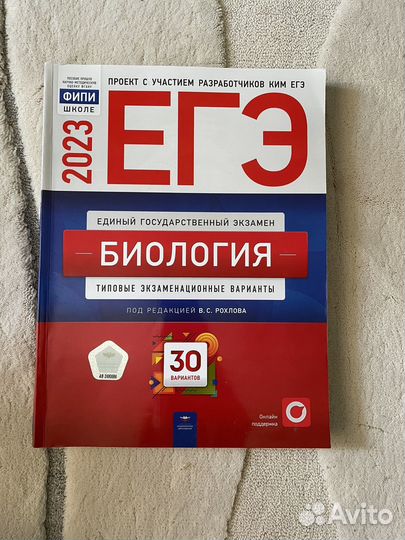 ПРОЕКТ С УЧАСТИЕМ РАЗРАБОТЧИКОВ КИМ ЕГЭ
ФИПИ
ШКОЛЕ
2023
ЕГЭ
ЕДИНЫЙ ГОСУДАРСТВЕННЫЙ ЭКЗАМЕН
БИОЛОГИЯ
ТИПОВЫЕ ЭКЗАМЕНАЦИОННЫЕ ВАРИАНТЫ
ПОД РЕДАКЦИЕЙ В.С. РОХЛОВА
30
ВАРИАНТОВ
Онлайн
поддержка
Avito